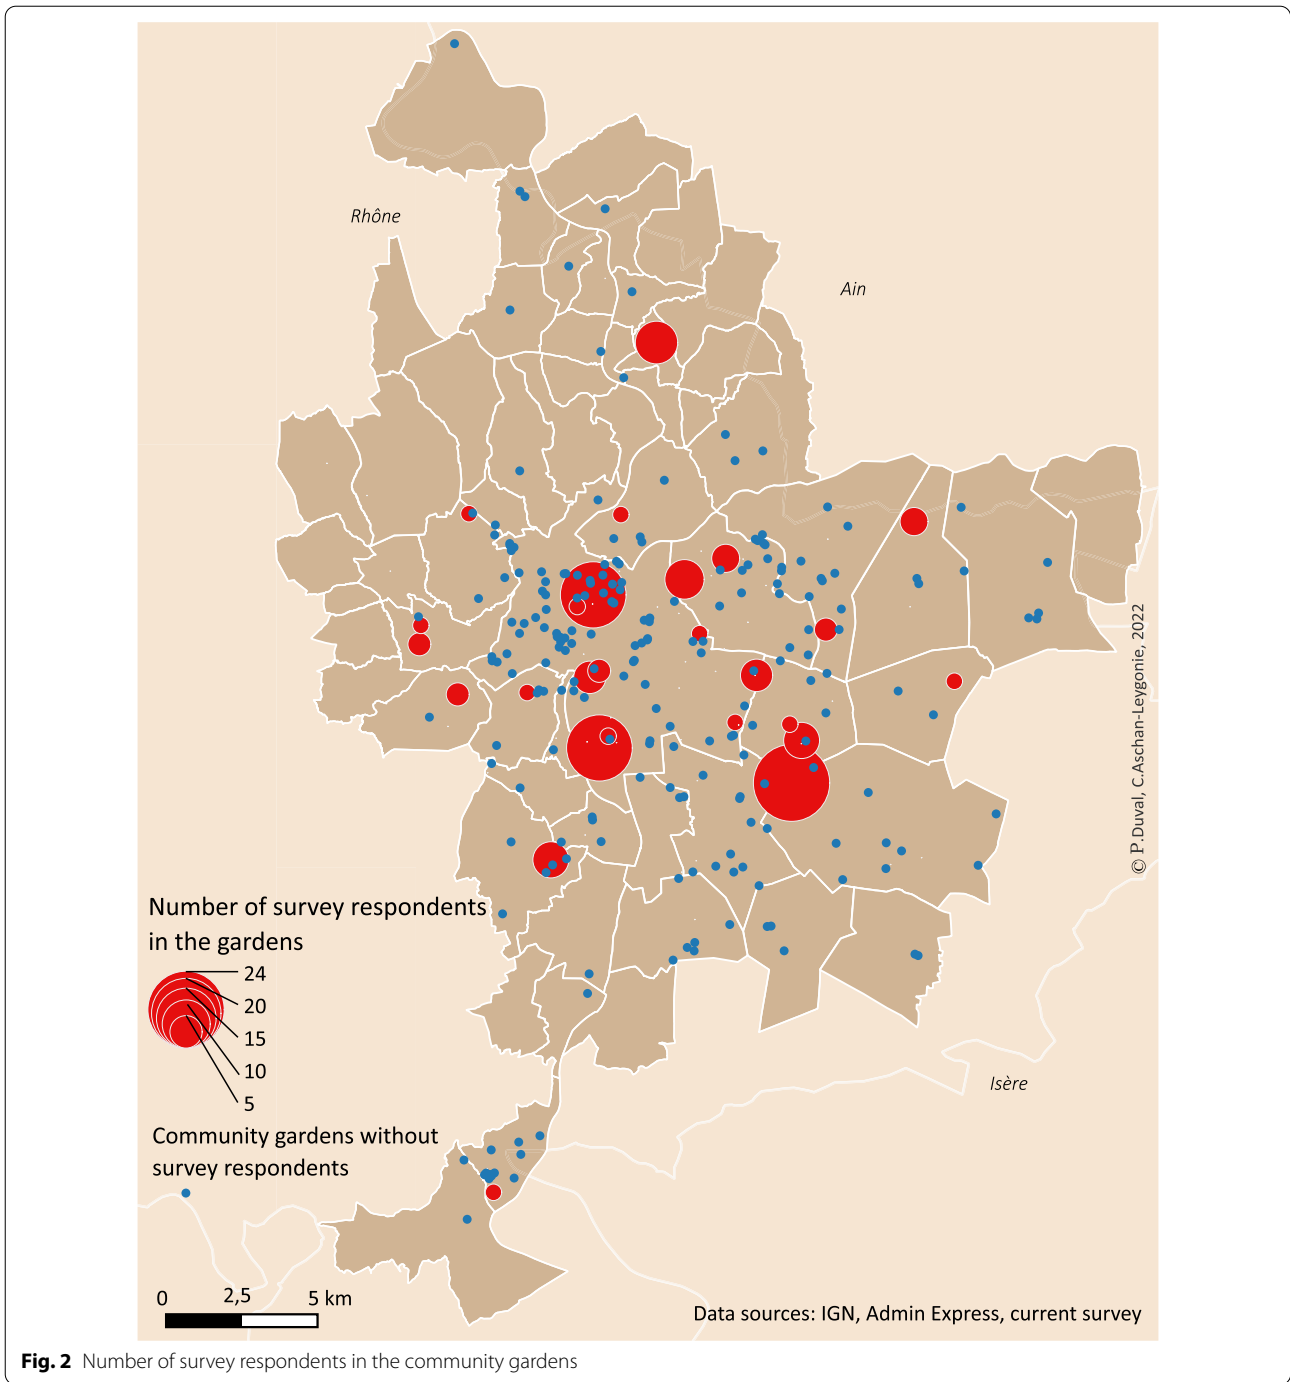 Rhône
Ain
© P.Duval, C.Aschan-Leygonie, 2022
Number of survey respondents
in the gardens
24
20
15
10
5
Isère
Community gardens without
survey respondents
0 2,5 5 km
Data sources: IGN, Admin Express, current survey
Fig. 2 Number of survey respondents in the community gardens